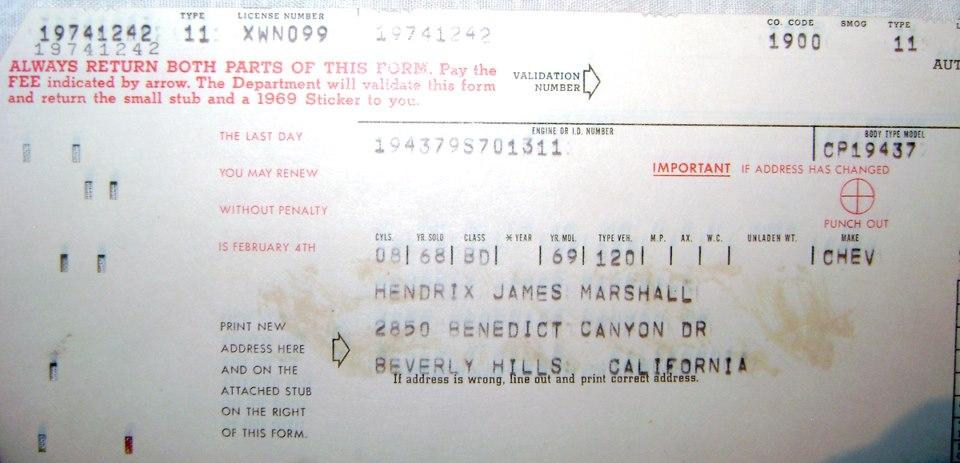 TYPE LICENSE NUMBER CO. CODE SMOG TYPE
19741242 11 XWN099 19741242 1900 11
19741242
ALWAYS RETURN BOTH PARTS OF THIS FORM. Pay the
FEE indicated by arrow. The Department will validate this form
and return the small stub and a 1969 Sticker to you.
VALIDATION
NUMBER
AUT
THE LAST DAY
YOU MAY RENEW
WITHOUT PENALTY
IS FEBRUARY 4TH
ENGINE OR I.D. NUMBER BODY TYPE MODEL
194379S701311 CP19437
IMPORTANT IF ADDRESS HAS CHANGED
PUNCH OUT
CYLS. YR. SOLD CLASS * YEAR YR. MDL. TYPE VEH. M.P. AX. W.C. UNLADEN WT. MAKE
08 68 BD 69 120 CHEV
HENDRIX JAMES MARSHALL
2850 BENEDICT CANYON DR
BEVERLY HILLS CALIFORNIA
If address is wrong, line out and print correct address.
PRINT NEW
ADDRESS HERE
AND ON THE
ATTACHED STUB
ON THE RIGHT
OF THIS FORM.